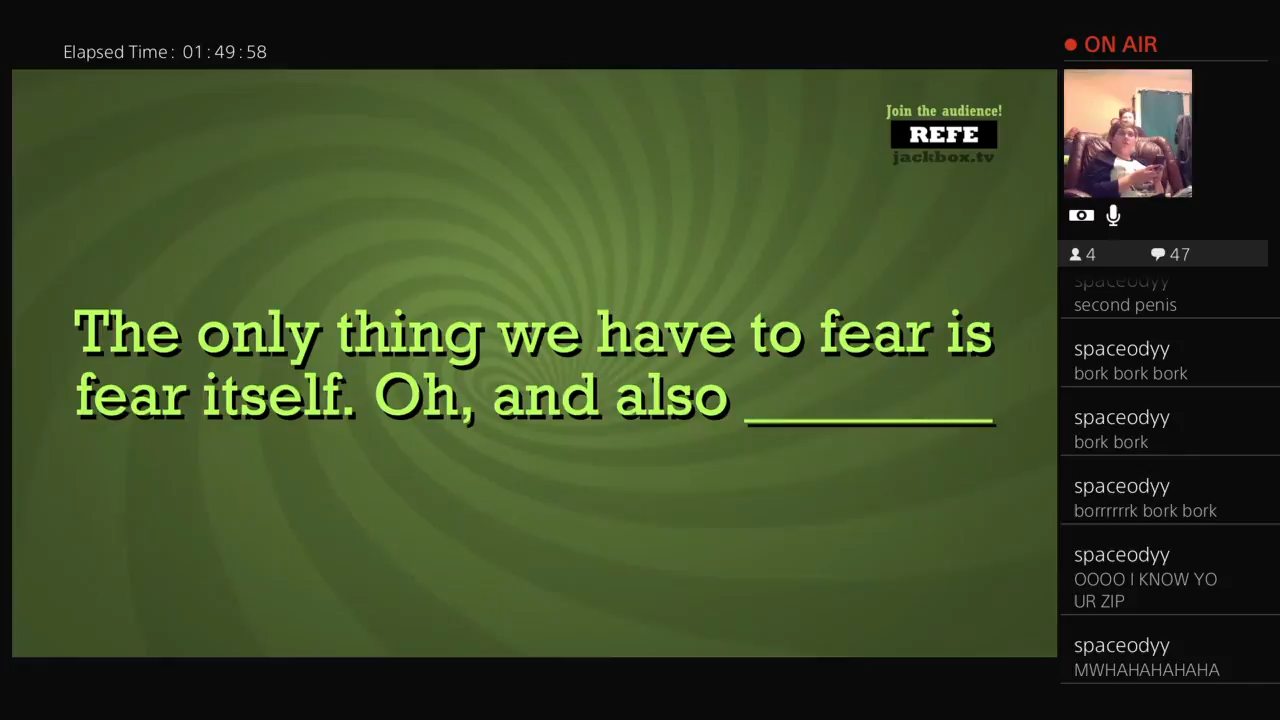 Elapsed Time: 01:49:58
ON AIR
Join the audience!
REFE
jackbox.tv
The only thing we have to fear is
fear itself. Oh, and also __________
4
47
spaceodyy
second penis
spaceodyy
bork bork bork
spaceodyy
bork bork
spaceodyy
borrrrrrk bork bork
spaceodyy
OOOO I KNOW YO
UR ZIP
spaceodyy
MWHAHAHAHAHA